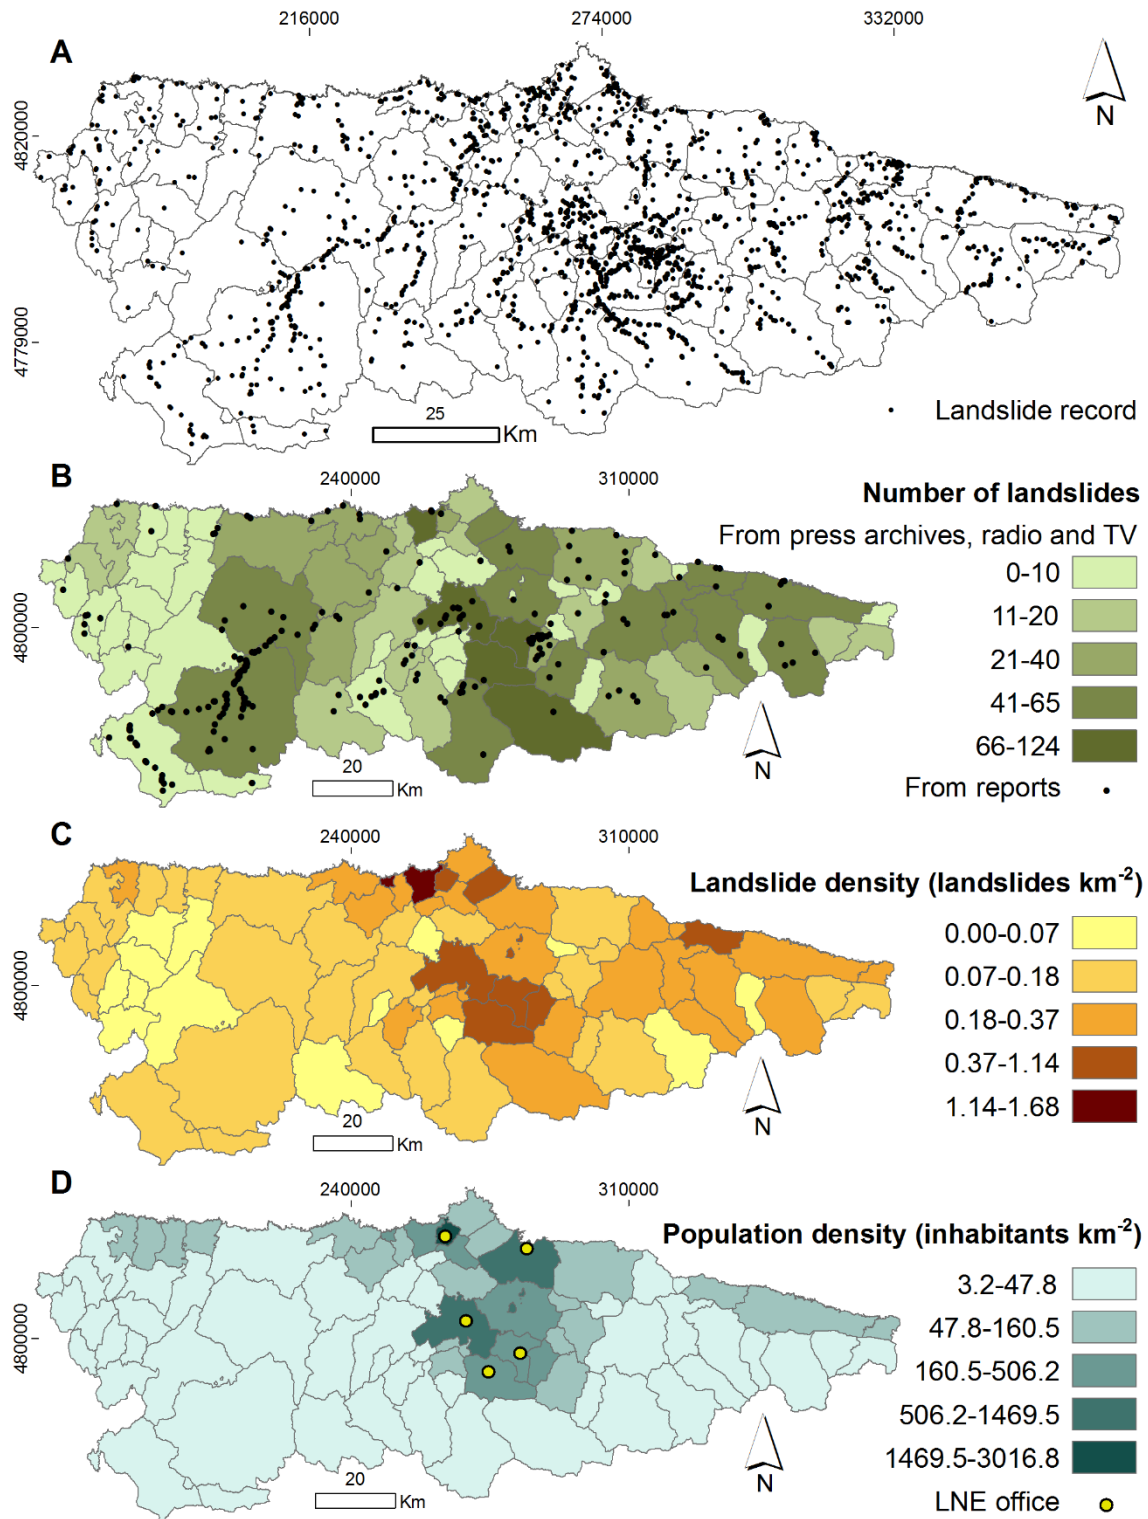 216000 274000 332000
A
N
4820000
4779000
25
Km
Landslide record
B
240000 310000
Number of landslides
From press archives, radio and TV
0-10
11-20
21-40
41-65
66-124
From reports
4800000
N
20
Km
C
240000 310000
Landslide density (landslides km-2)
0.00-0.07
0.07-0.18
0.18-0.37
0.37-1.14
1.14-1.68
4800000
N
20
Km
D
240000 310000
Population density (inhabitants km-2)
3.2-47.8
47.8-160.5
160.5-506.2
506.2-1469.5
1469.5-3016.8
LNE office
4800000
N
20
Km